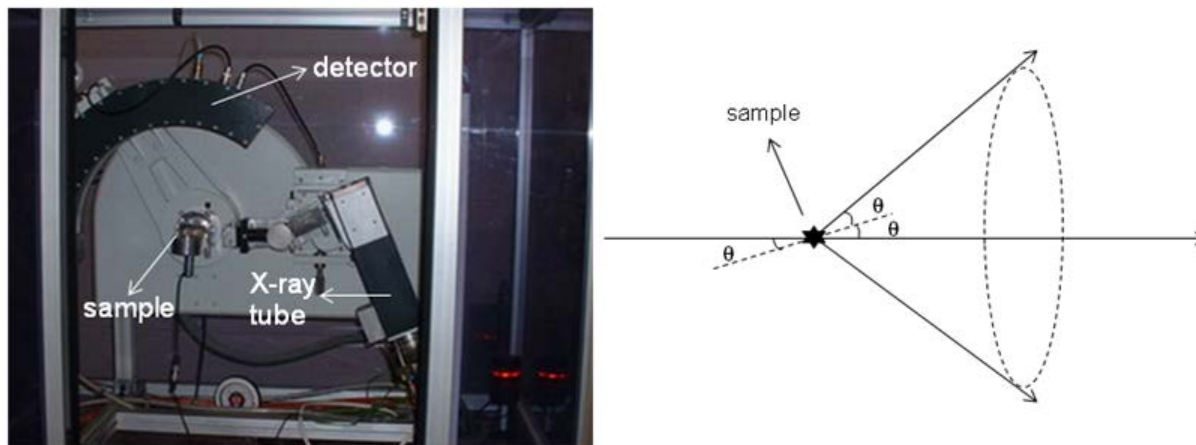 detector
sample
X-ray
tube
sample
θ
θ
θ